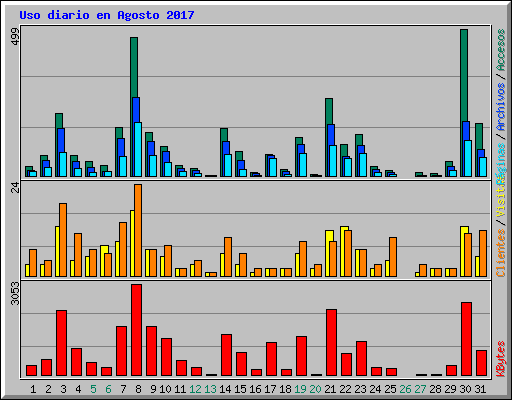 Uso diario en Agosto 2017
499
24
3053
Clientes / Visitas
Páginas / Archivos / Accesos
KBytes
1 2 3 4 5 6 7 8 9 10 11 12 13 14 15 16 17 18 19 20 21 22 23 24 25 26 27 28 29 30 31